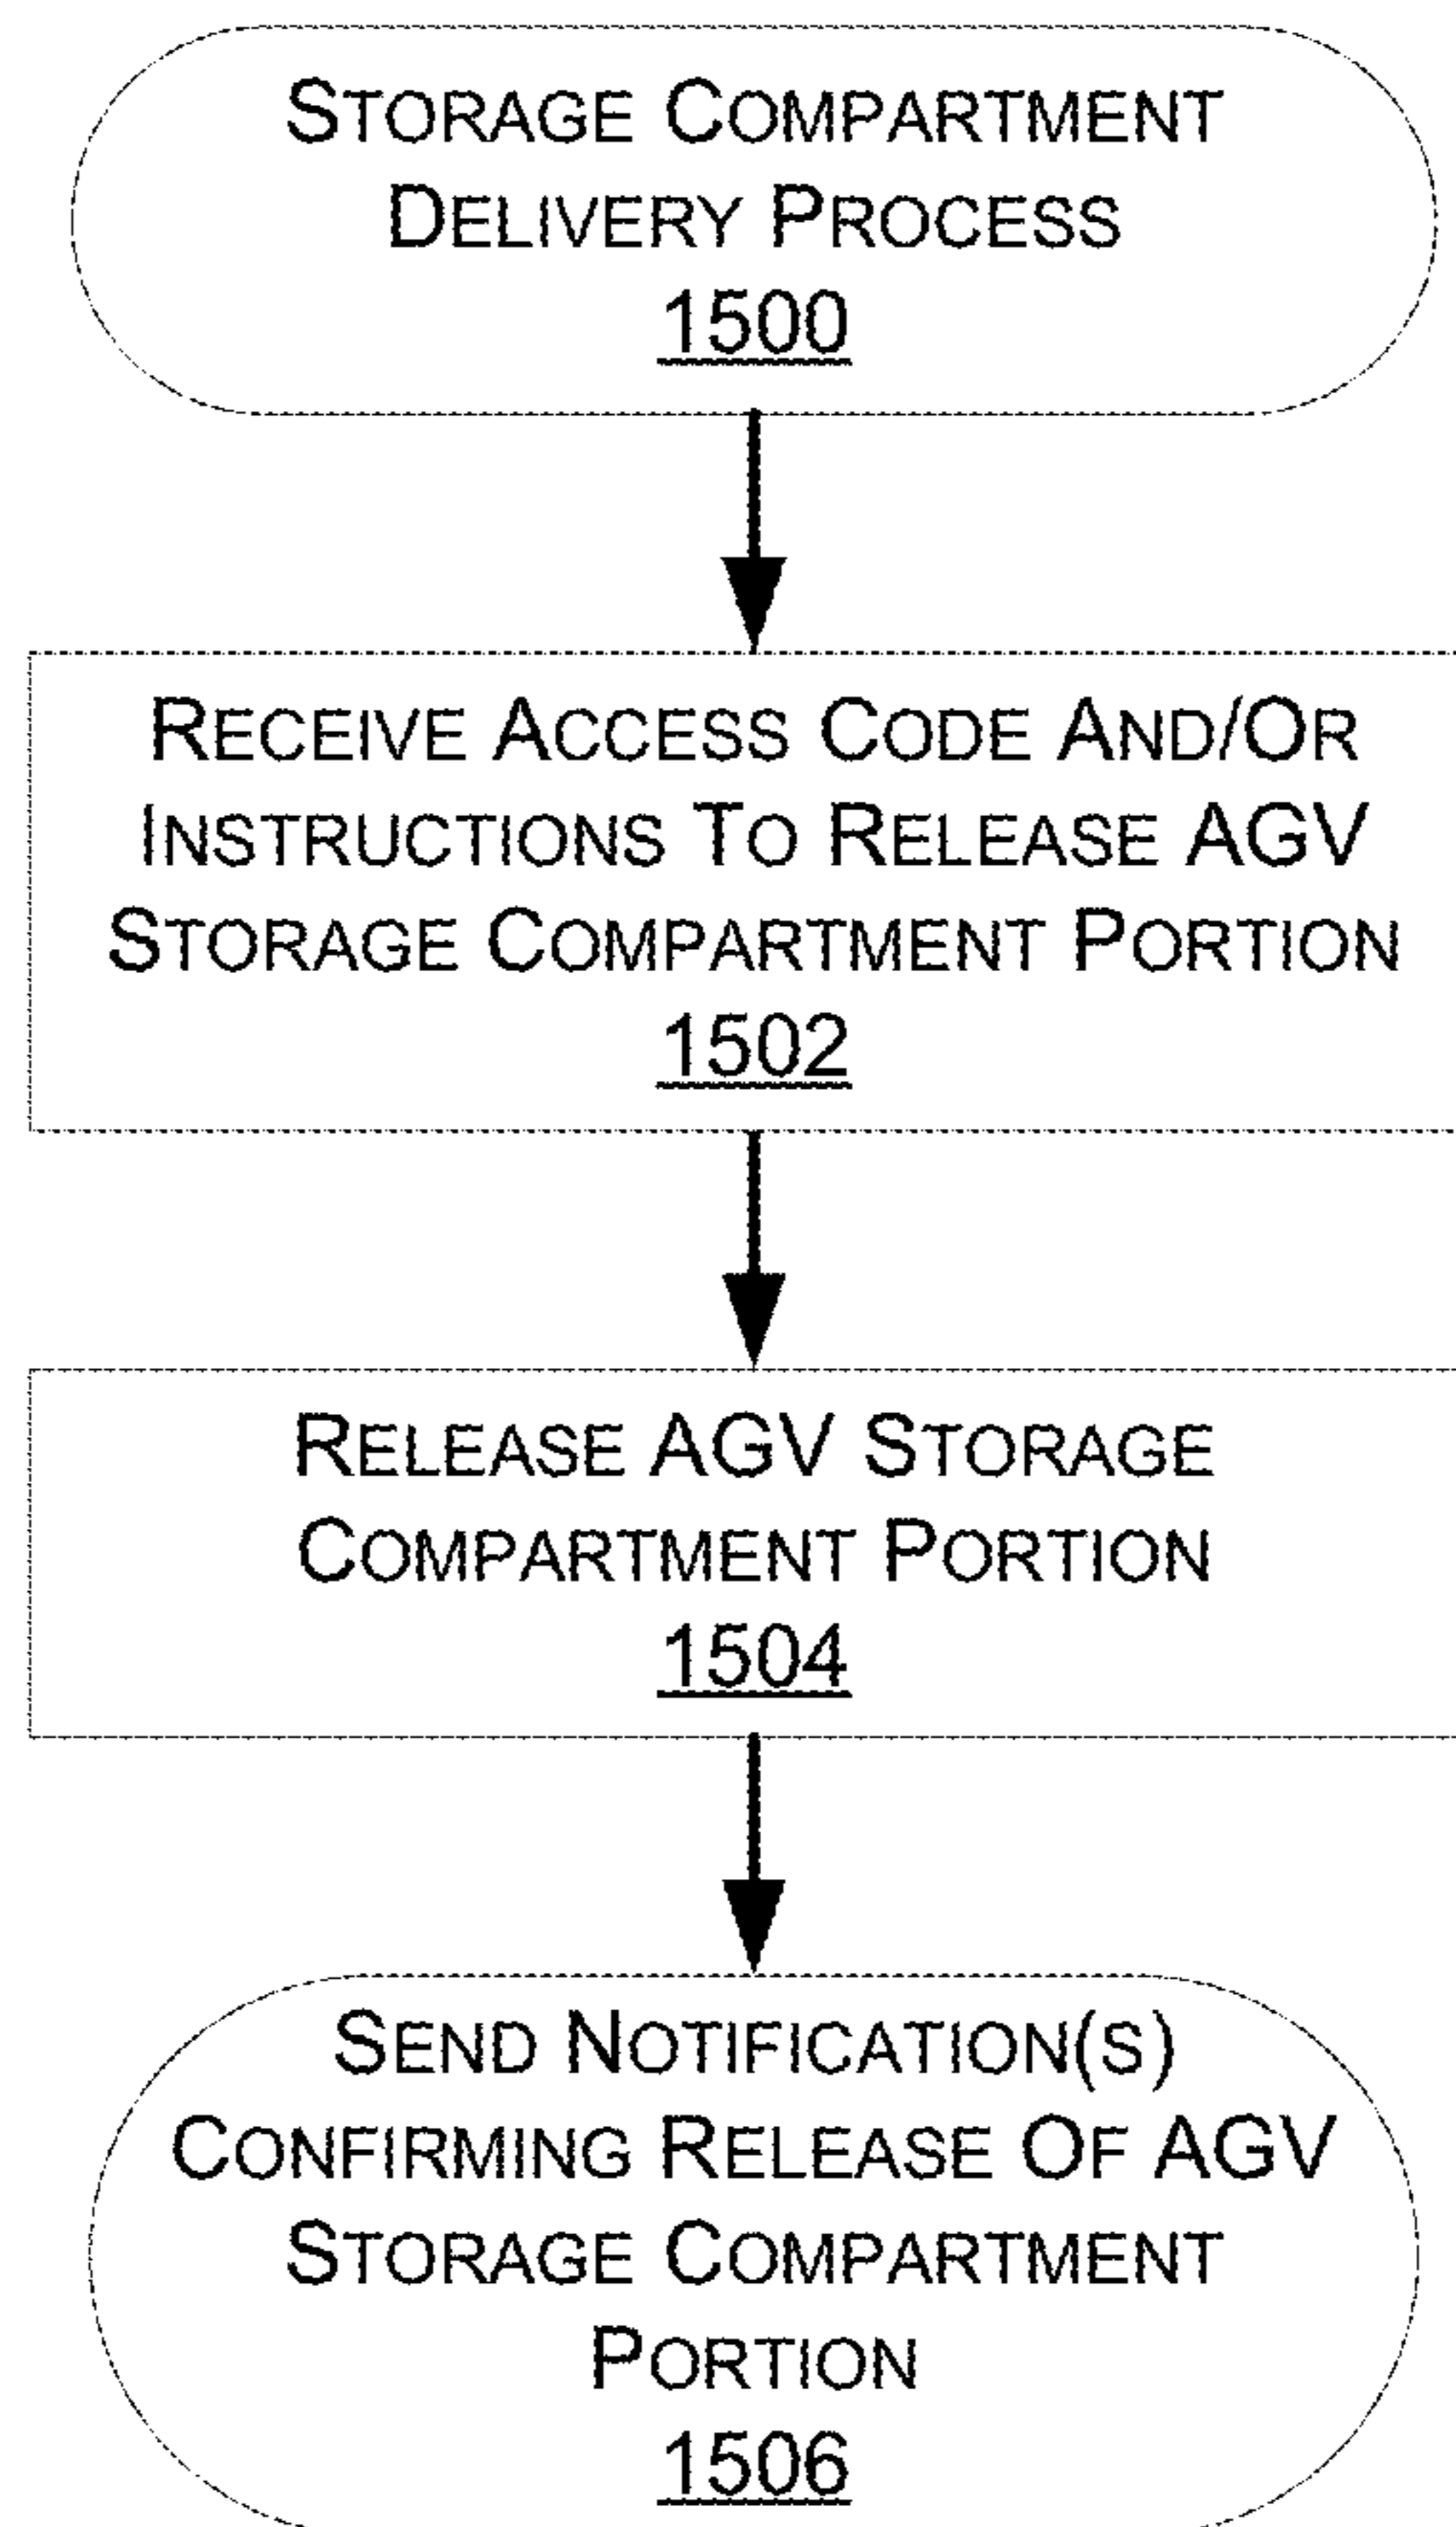 STORAGE COMPARTMENT
DELIVERY PROCESS
1500
RECEIVE ACCESS CODE AND/OR
INSTRUCTIONS TO RELEASE AGV
STORAGE COMPARTMENT PORTION
1502
RELEASE AGV STORAGE
COMPARTMENT PORTION
1504
SEND NOTIFICATION(S)
CONFIRMING RELEASE OF AGV
STORAGE COMPARTMENT
PORTION
1506